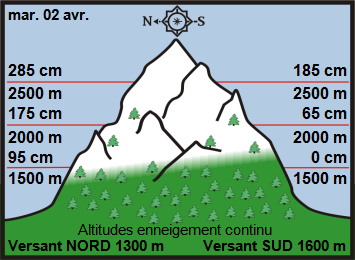 mar. 02 avr.
N S
285 cm 185 cm
2500 m 2500 m
175 cm 65 cm
2000 m 2000 m
95 cm 0 cm
1500 m 1500 m
Altitudes enneigement continu
Versant NORD 1300 m Versant SUD 1600 m